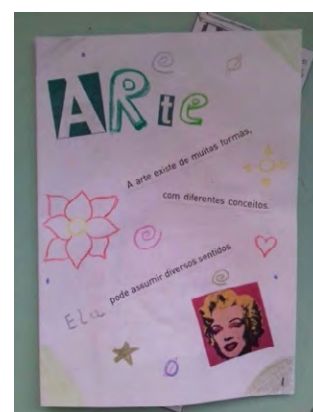 ARte
A arte existe de muitas formas,
com diferentes conceitos.
Ela pode assumir diversos sentidos